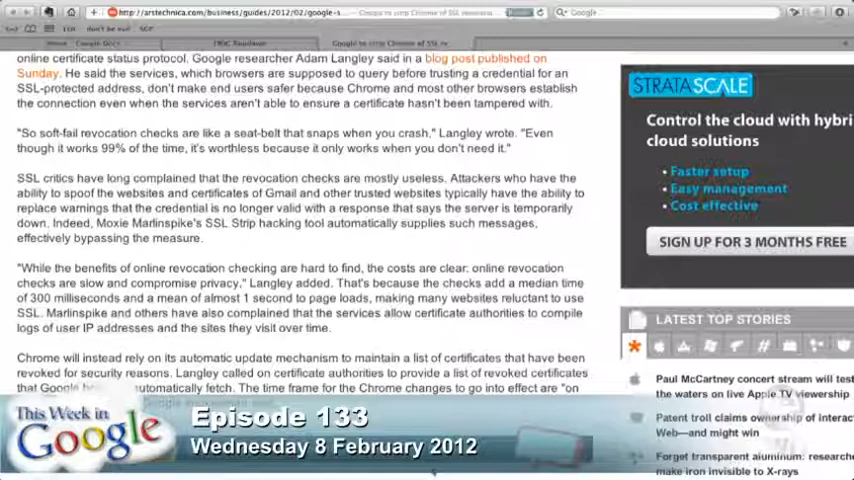 http://arstechnica.com/business/guides/2012/02/google-s...
Google
online certificate status protocol. Google researcher Adam Langley said in a blog post published on
Sunday. He said the services, which browsers are supposed to query before trusting a credential for an
SSL-protected address, don't make end users safer because Chrome and most other browsers establish
the connection even when the services aren't able to ensure a certificate hasn't been tampered with.
"So soft-fail revocation checks are like a seat-belt that snaps when you crash," Langley wrote. "Even
though it works 99% of the time, it's worthless because it only works when you don't need it."
SSL critics have long complained that the revocation checks are mostly useless. Attackers who have the
ability to spoof the websites and certificates of Gmail and other trusted websites typically have the ability to
replace warnings that the credential is no longer valid with a response that says the server is temporarily
down. Indeed, Moxie Marlinspike's SSL Strip hacking tool automatically supplies such messages,
effectively bypassing the measure.
"While the benefits of online revocation checking are hard to find, the costs are clear: online revocation
checks are slow and compromise privacy," Langley added. That's because the checks add a median time
of 300 milliseconds and a mean of almost 1 second to page loads, making many websites reluctant to use
SSL. Marlinspike and others have also complained that the services allow certificate authorities to compile
logs of user IP addresses and the sites they visit over time.
Chrome will instead rely on its automatic update mechanism to maintain a list of certificates that have been
revoked for security reasons. Langley called on certificate authorities to provide a list of revoked certificates
that Google automatically fetch. The time frame for the Chrome changes to go into effect are "on
STRATASCALE
Control the cloud with hybri
cloud solutions
• Faster setup
• Easy management
• Cost effective
SIGN UP FOR 3 MONTHS FREE
LATEST TOP STORIES
Paul McCartney concert stream will test
the waters on live Apple TV viewership
Patent troll claims ownership of interac
Web—and might win
Forget transparent aluminum: researche
make iron invisible to X-rays
This Week in
Google
Episode 133
Wednesday 8 February 2012